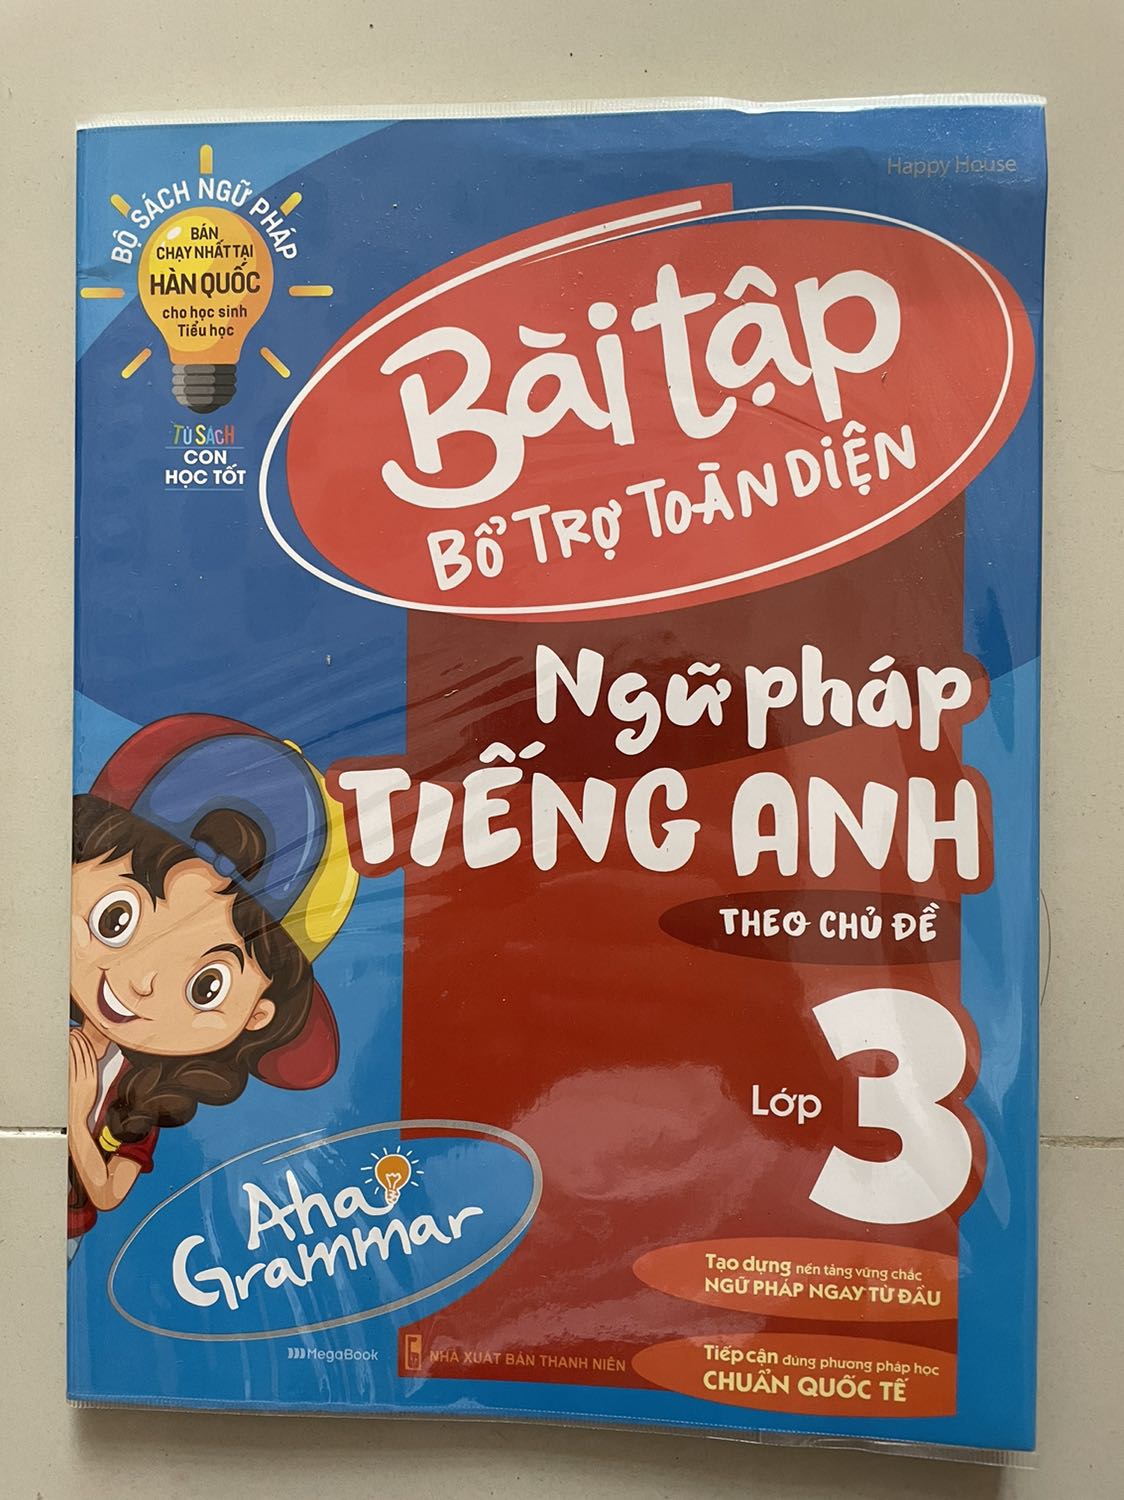 Happy House
BỘ SÁCH NGỮ PHÁP
BÁN
CHẠY NHẤT TẠI
HÀN QUỐC
cho học sinh
Tiểu học
TỦ SÁCH
CON
HỌC TỐT
Bài tập
BỔ TRỢ TOÀN DIỆN
Ngữ pháp
TIẾNG ANH
THEO CHỦ ĐỀ
Lớp 3
Aha
Grammar
Tạo dựng nền tảng vững chắc
NGỮ PHÁP NGAY TỪ ĐẦU
MegaBook
NHÀ XUẤT BẢN THANH NIÊN
Tiếp cận đúng phương pháp học
CHUẨN QUỐC TẾ